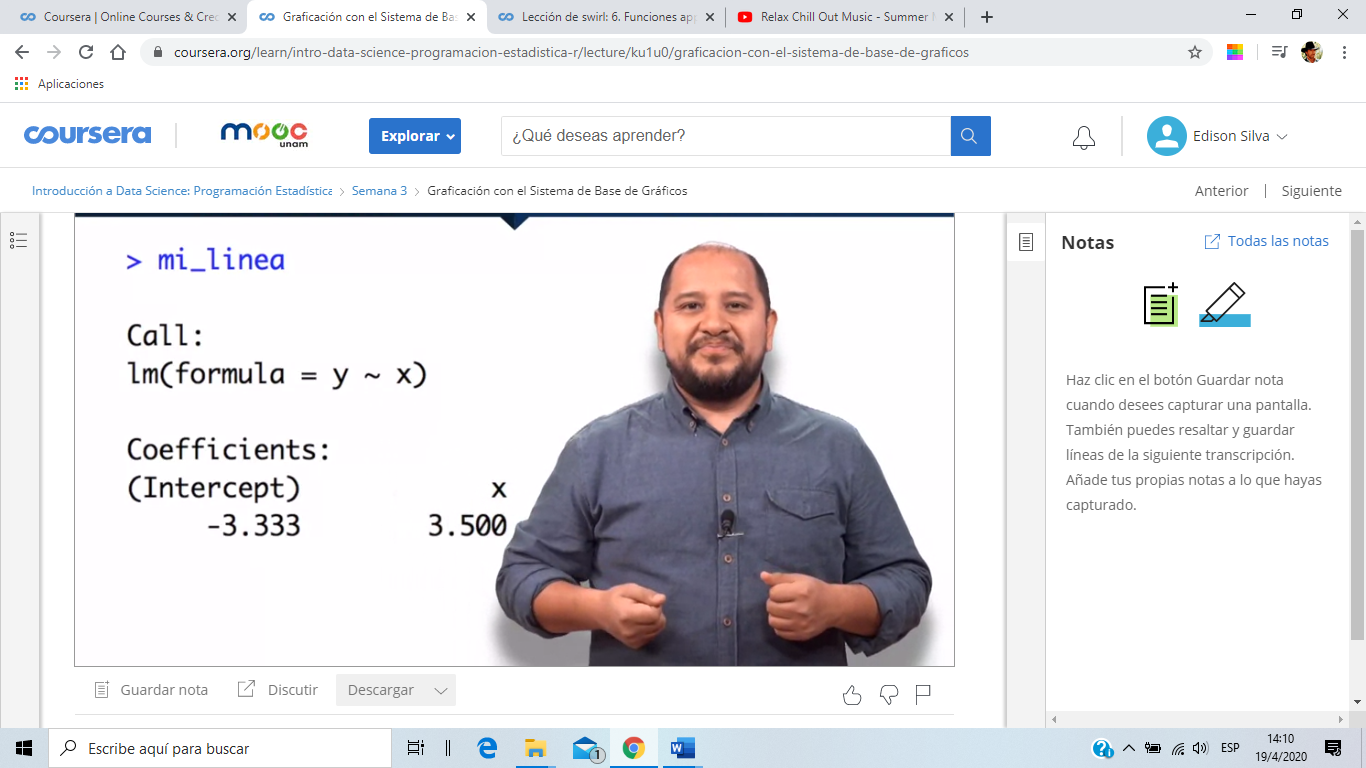 Coursera | Online Courses & Cred
Graficación con el Sistema de Bas
Lección de swirl: 6. Funciones app
Relax Chill Out Music - Summer M
coursera.org/learn/intro-data-science-programacion-estadistica-r/lecture/ku1u0/graficacion-con-el-sistema-de-base-de-graficos
Aplicaciones
coursera
mooc
unam
Explorar
¿Qué deseas aprender?
Edison Silva
Introducción a Data Science: Programación Estadística
Semana 3
Graficación con el Sistema de Base de Gráficos
Anterior | Siguiente
> mi_linea
Call:
lm(formula = y ~ x)
Coefficients:
(Intercept) x
-3.333 3.500
Notas
Todas las notas
Haz clic en el botón Guardar nota
cuando desees capturar una pantalla.
También puedes resaltar y guardar
líneas de la siguiente transcripción.
Añade tus propias notas a lo que hayas
capturado.
Guardar nota
Discutir
Descargar
Escribe aquí para buscar
1
ESP
14:10
19/4/2020